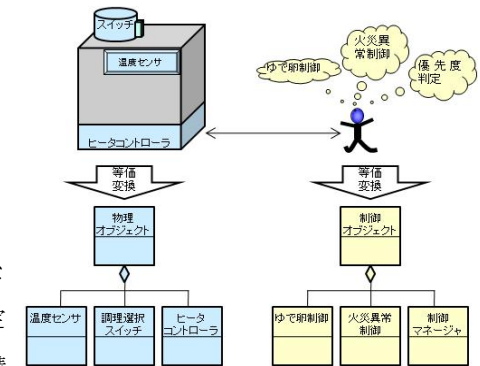 スイッチ
温度センサ
ヒータコントローラ
ゆで卵制御
火災異
常制御
優先度
判定
等価
変換
等価
変換
物理
オブジェクト
制御
オブジェクト
温度センサ
調理選択
スイッチ
ヒータ
コントローラ
ゆで卵制御
火災異常
制御
制御
マネージャ